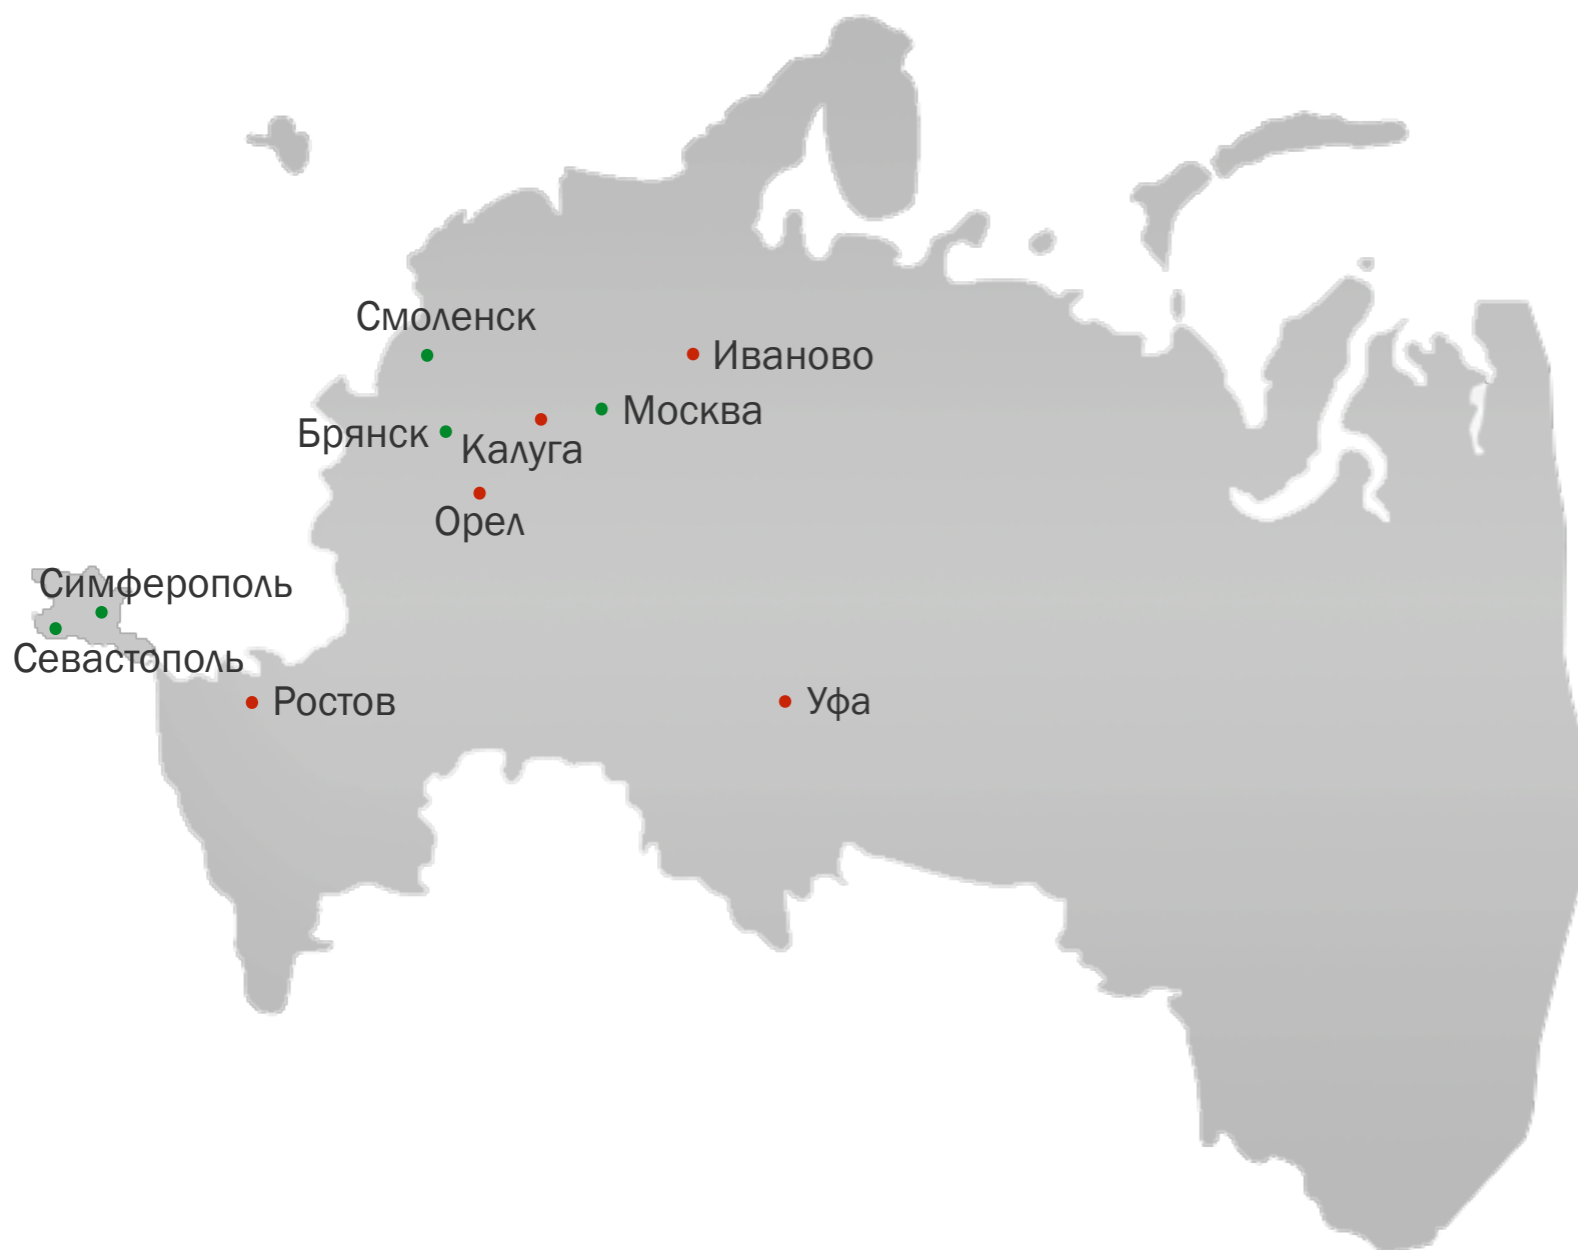 Смоленск
Иваново
Москва
Брянск
Калуга
Орел
Симферополь
Севастополь
Ростов
Уфа